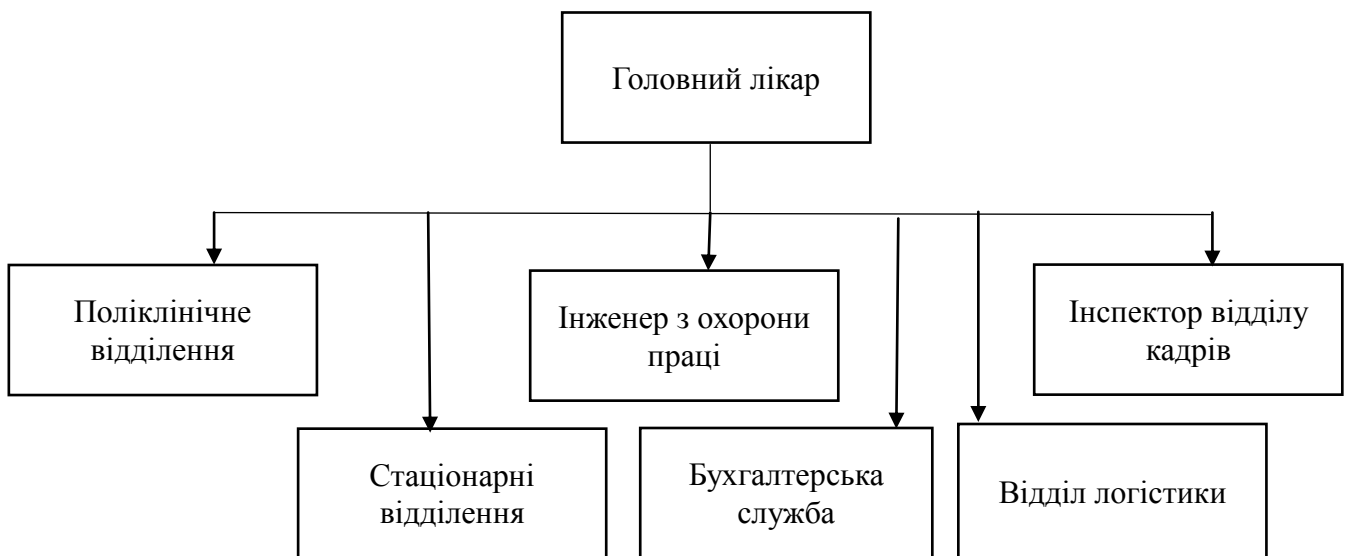 Головний лікар
Поліклінічне
відділення
Інженер з охорони
праці
Інспектор відділу
кадрів
Стаціонарні
відділення
Бухгалтерська
служба
Відділ логістики